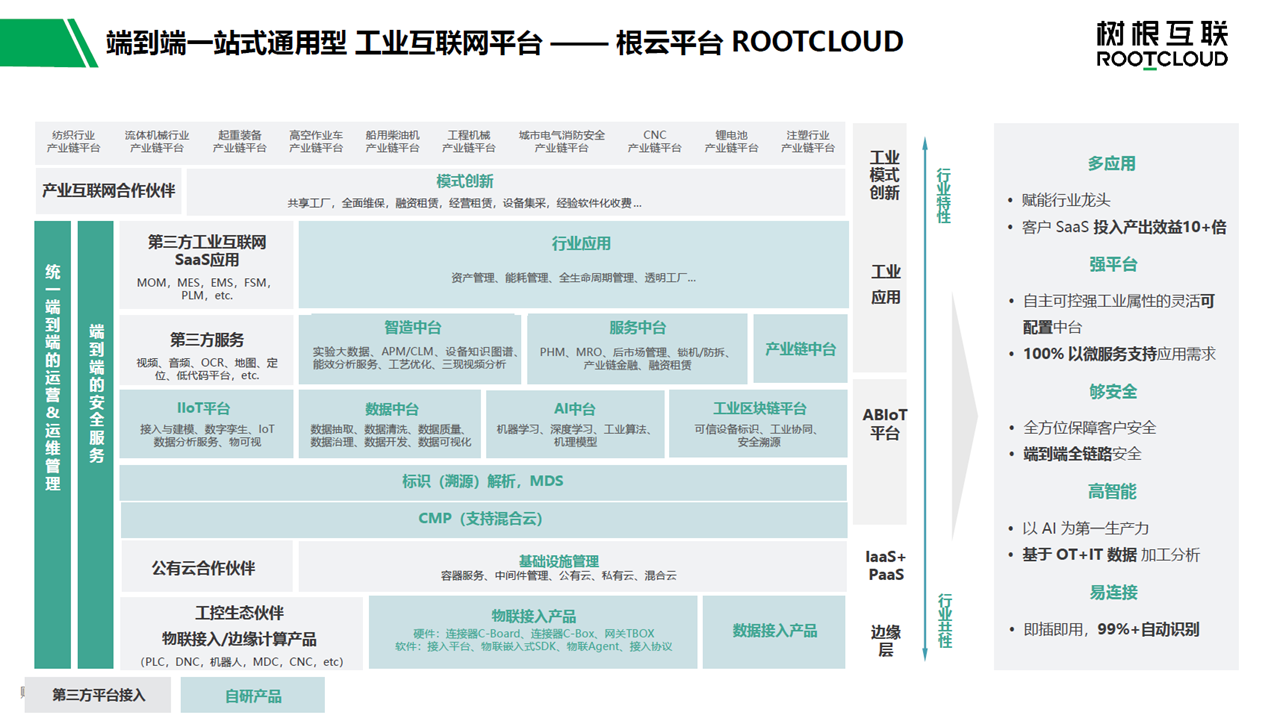 端到端一站式通用型 工业互联网平台 —— 根云平台 ROOTCLOUD
树根互联
ROOTCLOUD
纺织行业
产业链平台
流体机械行业
产业链平台
起重装备
产业链平台
高空作业车
产业链平台
船用柴油机
产业链平台
工程机械
产业链平台
城市电气消防安全
产业链平台
CNC
产业链平台
锂电池
产业链平台
注塑行业
产业链平台
产业互联网合作伙伴
模式创新
共享工厂，全面维保，融资租赁，经营租赁，设备集采，经验软件化收费...
统一端到端的运营&运维管理
端到端的安全服务
第三方工业互联网
SaaS应用
MOM，MES，EMS，FSM，
PLM，etc.
行业应用
资产管理、能耗管理、全生命周期管理、透明工厂...
第三方服务
视频、音频、OCR、地图、定
位、低代码平台，etc.
智造中台
实验大数据、APM/CLM、设备知识图谱、
能效分析服务、工艺优化、三现视频分析
服务中台
PHM、MRO、后市场管理、锁机/防拆、
产业链金融、融资租赁
产业链中台
IIoT平台
接入与建模、数字孪生、IoT
数据分析服务、物可视
数据中台
数据抽取、数据清洗、数据质量、
数据治理、数据开发、数据可视化
AI中台
机器学习、深度学习、工业算法、
机理模型
工业区块链平台
可信设备标识、工业协同、
安全溯源
标识（溯源）解析，MDS
CMP（支持混合云）
公有云合作伙伴
基础设施管理
容器服务、中间件管理、公有云、私有云、混合云
工控生态伙伴
物联接入/边缘计算产品
（PLC，DNC，机器人，MDC，CNC，etc）
物联接入产品
硬件：连接器C-Board、连接器C-Box、网关TBOX
软件：接入平台、物联嵌入式SDK、物联Agent、接入协议
数据接入产品
工业
模式
创新
工业
应用
ABIoT
平台
IaaS+
PaaS
边缘
层
行业特性
行业共性
多应用
• 赋能行业龙头
• 客户 SaaS 投入产出效益10+倍
强平台
• 自主可控强工业属性的灵活可
配置中台
• 100% 以微服务支持应用需求
够安全
• 全方位保障客户安全
• 端到端全链路安全
高智能
• 以 AI 为第一生产力
• 基于 OT+IT 数据 加工分析
易连接
• 即插即用，99%+自动识别
第三方平台接入
自研产品